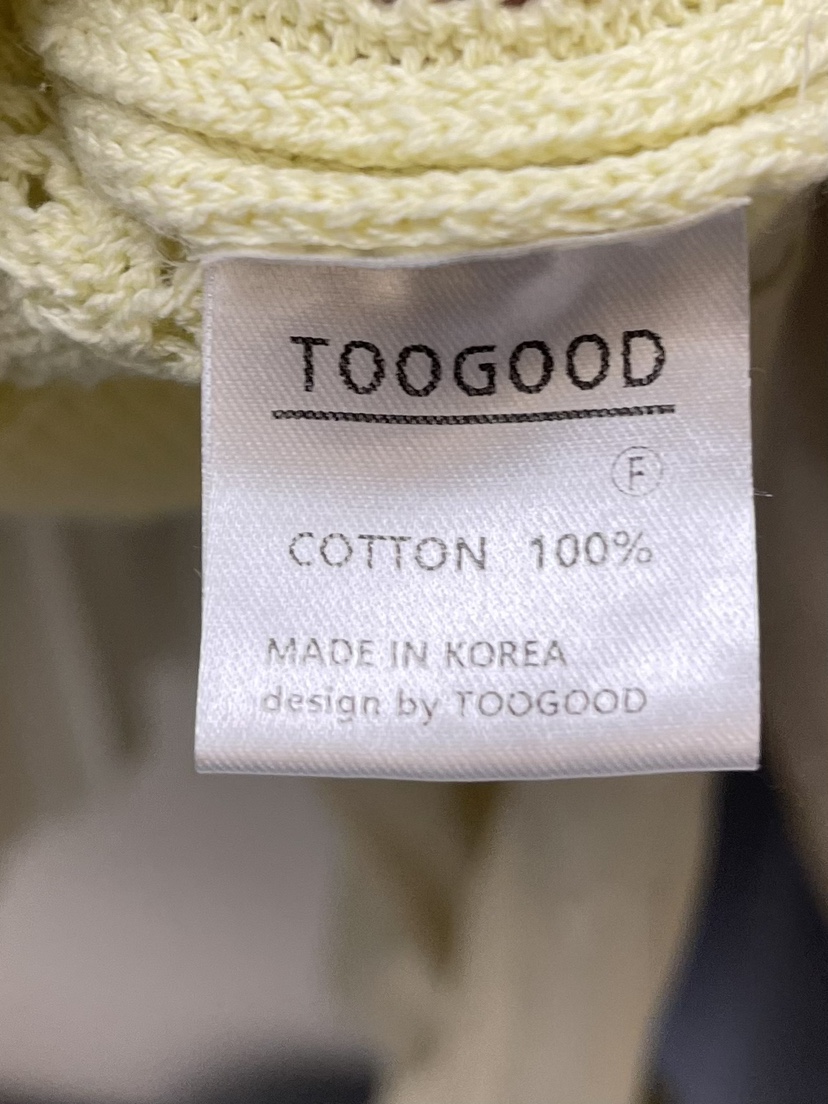 TOOGOOD
F
COTTON 100%
MADE IN KOREA
design by TOOGOOD